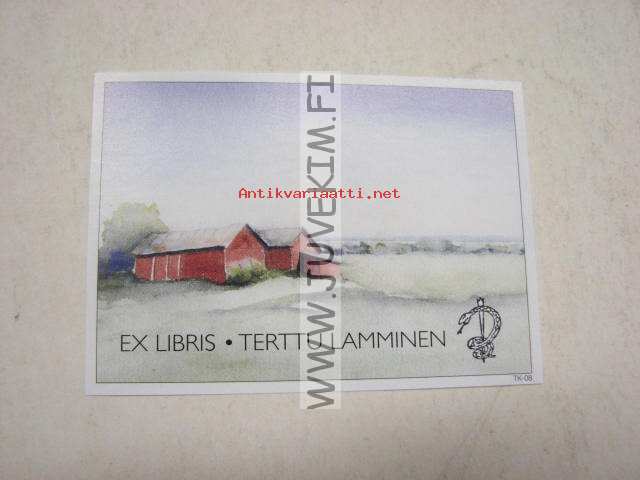 Antikvariaatti.net
WWW.JUVEKIM.FI
EX LIBRIS • TERTTU LAMMINEN
TK-08